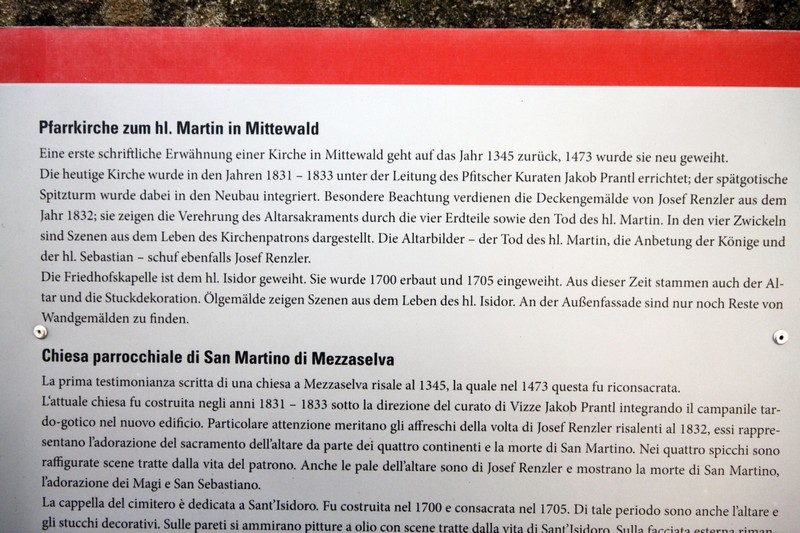 Pfarrkirche zum hl. Martin in Mittewald
Eine erste schriftliche Erwähnung einer Kirche in Mittewald geht auf das Jahr 1345 zurück, 1473 wurde sie neu geweiht.
Die heutige Kirche wurde in den Jahren 1831 – 1833 unter der Leitung des Pfitscher Kuraten Jakob Prantl errichtet; der spätgotische
Spitzturm wurde dabei in den Neubau integriert. Besondere Beachtung verdienen die Deckengemälde von Josef Renzler aus dem
Jahr 1832; sie zeigen die Verehrung des Altarsakraments durch die vier Erdteile sowie den Tod des hl. Martin. In den vier Zwickeln
sind Szenen aus dem Leben des Kirchenpatrons dargestellt. Die Altarbilder – der Tod des hl. Martin, die Anbetung der Könige und
der hl. Sebastian – schuf ebenfalls Josef Renzler.
Die Friedhofskapelle ist dem hl. Isidor geweiht. Sie wurde 1700 erbaut und 1705 eingeweiht. Aus dieser Zeit stammen auch der Al-
tar und die Stuckdekoration. Ölgemälde zeigen Szenen aus dem Leben des hl. Isidor. An der Außenfassade sind nur noch Reste von
Wandgemälden zu finden.
Chiesa parrocchiale di San Martino di Mezzaselva
La prima testimonianza scritta di una chiesa a Mezzaselva risale al 1345, la quale nel 1473 questa fu riconsacrata.
L‘attuale chiesa fu costruita negli anni 1831 – 1833 sotto la direzione del curato di Vizze Jakob Prantl integrando il campanile tar-
do-gotico nel nuovo edificio. Particolare attenzione meritano gli affreschi della volta di Josef Renzler risalenti al 1832, essi rappre-
sentano l’adorazione del sacramento dell’altare da parte dei quattro continenti e la morte di San Martino. Nei quattro spicchi sono
raffigurate scene tratte dalla vita del patrono. Anche le pale dell’altare sono di Josef Renzler e mostrano la morte di San Martino,
l’adorazione dei Magi e San Sebastiano.
La cappella del cimitero è dedicata a Sant’Isidoro. Fu costruita nel 1700 e consacrata nel 1705. Di tale periodo sono anche l’altare e
gli stucchi decorativi. Sulle pareti si ammirano pitture a olio con scene tratte dalla vita di Sant’Isidoro. Sulla facciata esterna riman-